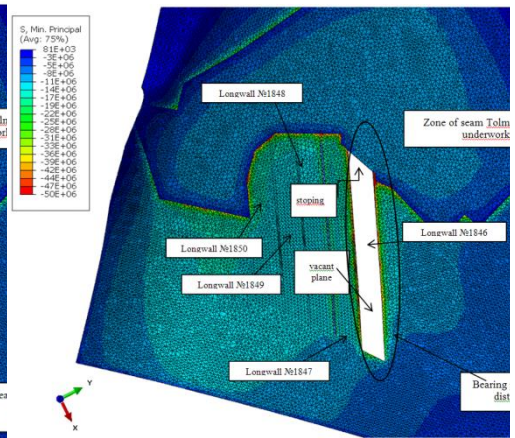 S, Min. Principal
(Avg: 75%)
81E+03
-3E+06
-5E+06
-8E+06
-11E+06
-14E+06
-17E+06
-19E+06
-22E+06
-25E+06
-28E+06
-30E+06
-33E+06
-36E+06
-39E+06
-42E+06
-44E+06
-47E+06
-50E+06
Longwall №1848
Zone of seam Tolm
underwork
stoping
Longwall №1846
Longwall №1850
Longwall №1849
vacant
plane
Longwall №1847
Bearing
dist
Y
X